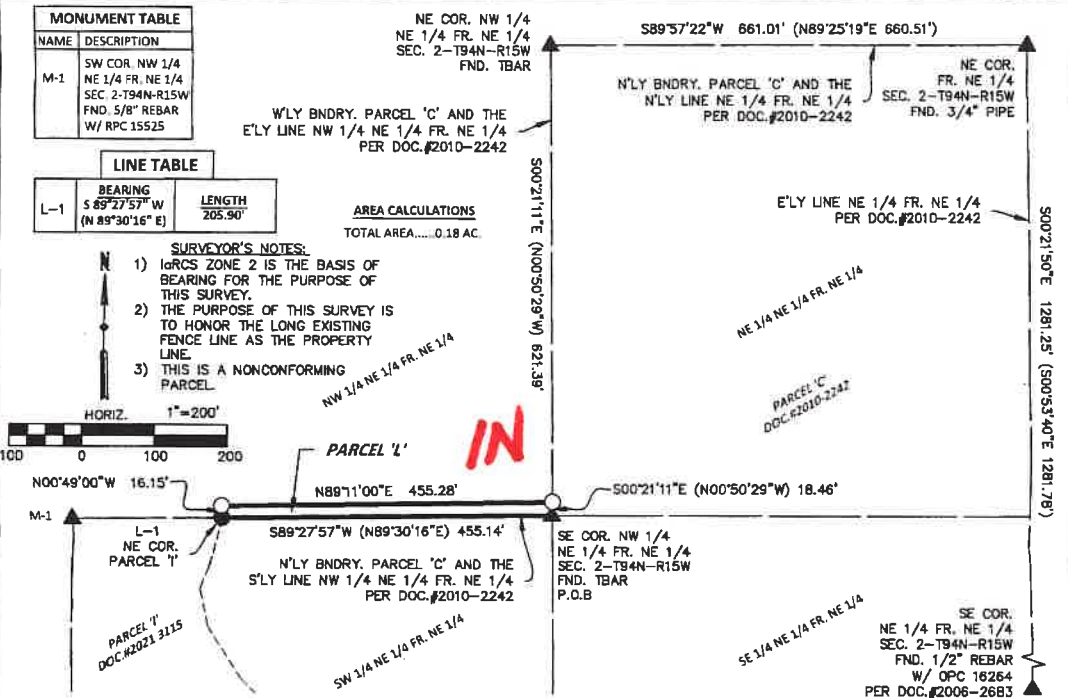 MONUMENT TABLE
NAME DESCRIPTION
M-1
SW COR. NW 1/4
NE 1/4 FR. NE 1/4
SEC. 2-T94N-R15W
FND. 5/8" REBAR
W/ RPC 15525
LINE TABLE
BEARING LENGTH
L-1 S 89°27'57" W 205.90'
(N 89°30'16" E)
AREA CALCULATIONS
TOTAL AREA.....0.18 AC.
SURVEYOR'S NOTES:
1) IaRCS ZONE 2 IS THE BASIS OF
BEARING FOR THE PURPOSE OF
THIS SURVEY.
2) THE PURPOSE OF THIS SURVEY IS
TO HONOR THE LONG EXISTING
FENCE LINE AS THE PROPERTY
LINE.
3) THIS IS A NONCONFORMING
PARCEL.
N
HORIZ. 1"=200'
100 0 100 200
NE COR. NW 1/4
NE 1/4 FR. NE 1/4
SEC. 2-T94N-R15W
FND. TBAR
S89°57'22"W 661.01' (N89°25'19"E 660.51')
N'LY BNDRY. PARCEL 'C' AND THE
N'LY LINE NE 1/4 FR. NE 1/4
PER DOC.#2010-2242
NE COR.
FR. NE 1/4
SEC. 2-T94N-R15W
FND. 3/4" PIPE
W'LY BNDRY. PARCEL 'C' AND THE
E'LY LINE NW 1/4 NE 1/4 FR. NE 1/4
PER DOC.#2010-2242
S00°21'11"E (N00°50'29"W) 621.39'
E'LY LINE NE 1/4 FR. NE 1/4
PER DOC.#2010-2242
S00°21'50"E 1281.25' (S00°53'40"E 1281.78')
NW 1/4 NE 1/4 FR. NE 1/4
NE 1/4 NE 1/4 FR. NE 1/4
PARCEL 'C'
DOC.#2010-2242
IN
PARCEL 'L'
N00°49'00"W 16.15'
N89°11'00"E 455.28'
S00°21'11"E (N00°50'29"W) 18.46'
M-1
L-1
NE COR.
PARCEL 'I'
S89°27'57"W (N89°30'16"E) 455.14'
N'LY BNDRY. PARCEL 'C' AND THE
S'LY LINE NW 1/4 NE 1/4 FR. NE 1/4
PER DOC.#2010-2242
SE COR. NW 1/4
NE 1/4 FR. NE 1/4
SEC. 2-T94N-R15W
FND. TBAR
P.O.B
PARCEL 'I'
DOC.#2021 3115
SW 1/4 NE 1/4 FR. NE 1/4
SE 1/4 NE 1/4 FR. NE 1/4
SE COR.
NE 1/4 FR. NE 1/4
SEC. 2-T94N-R15W
FND. 1/2" REBAR
W/ OPC 16264
PER DOC.#2006-2683